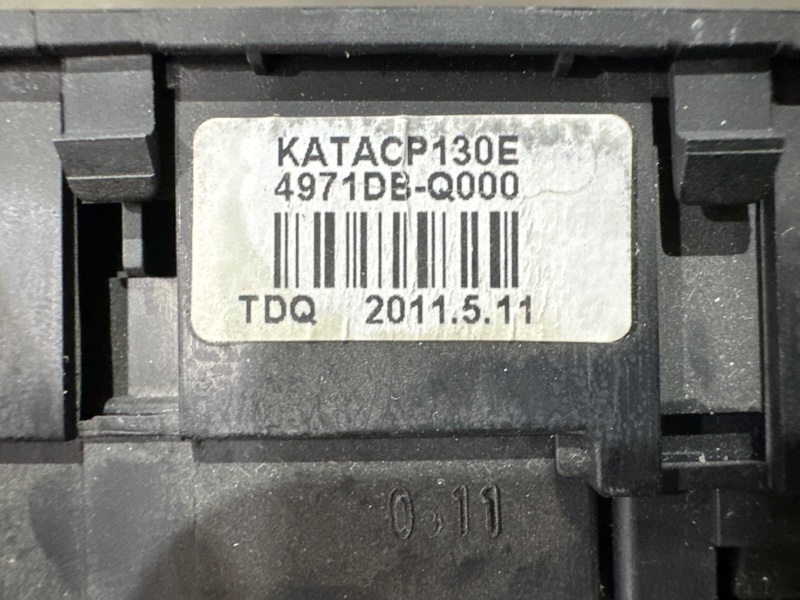 KATACP130E
4971DB-Q000
TDQ 2011.5.11